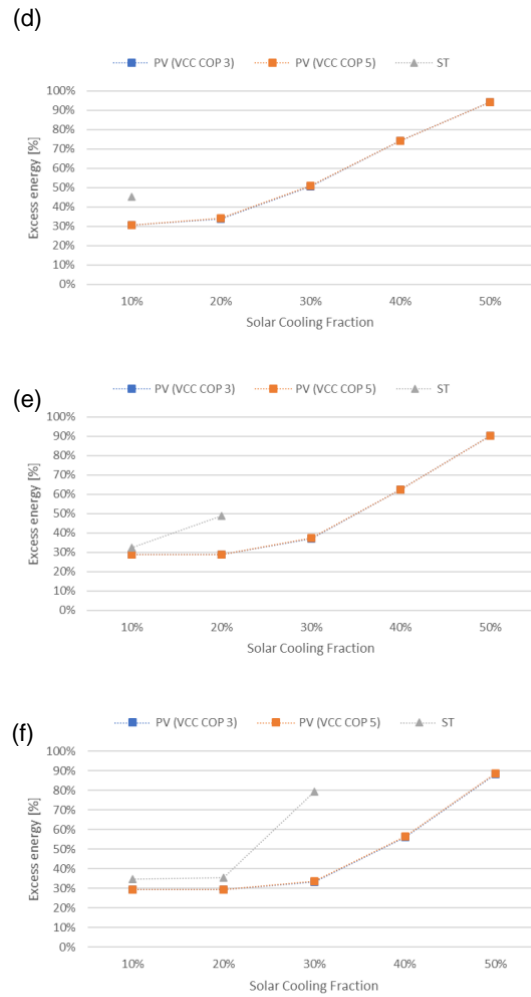 (d)
PV (VCC COP 3) PV (VCC COP 5) ST
100%
90%
80%
70%
60%
50%
40%
30%
20%
10%
0%
Excess energy [%]
10% 20% 30% 40% 50%
Solar Cooling Fraction
(e)
PV (VCC COP 3) PV (VCC COP 5) ST
100%
90%
80%
70%
60%
50%
40%
30%
20%
10%
0%
Excess energy [%]
10% 20% 30% 40% 50%
Solar Cooling Fraction
(f)
PV (VCC COP 3) PV (VCC COP 5) ST
100%
90%
80%
70%
60%
50%
40%
30%
20%
10%
0%
Excess energy [%]
10% 20% 30% 40% 50%
Solar Cooling Fraction